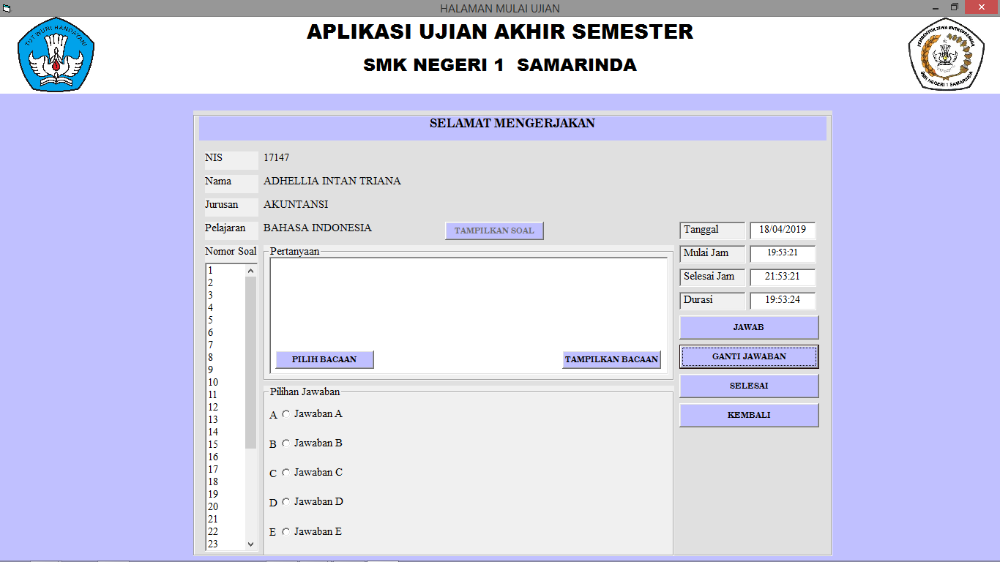 HALAMAN MULAI UJIAN
TUT WURI HANDAYANI
APLIKASI UJIAN AKHIR SEMESTER
SMK NEGERI 1 SAMARINDA
PEMBENTUK JIWA ENTREPRENEUR
SMK NEGERI 1 SAMARINDA
SELAMAT MENGERJAKAN
NIS 17147
Nama ADHELLIA INTAN TRIANA
Jurusan AKUNTANSI
Pelajaran BAHASA INDONESIA
TAMPILKAN SOAL
Nomor Soal
1
2
3
4
5
6
7
8
9
10
11
12
13
14
15
16
17
18
19
20
21
22
23
Pertanyaan
PILIH BACAAN
TAMPILKAN BACAAN
Pilihan Jawaban
A Jawaban A
B Jawaban B
C Jawaban C
D Jawaban D
E Jawaban E
Tanggal 18/04/2019
Mulai Jam 19:53:21
Selesai Jam 21:53:21
Durasi 19:53:24
JAWAB
GANTI JAWABAN
SELESAI
KEMBALI